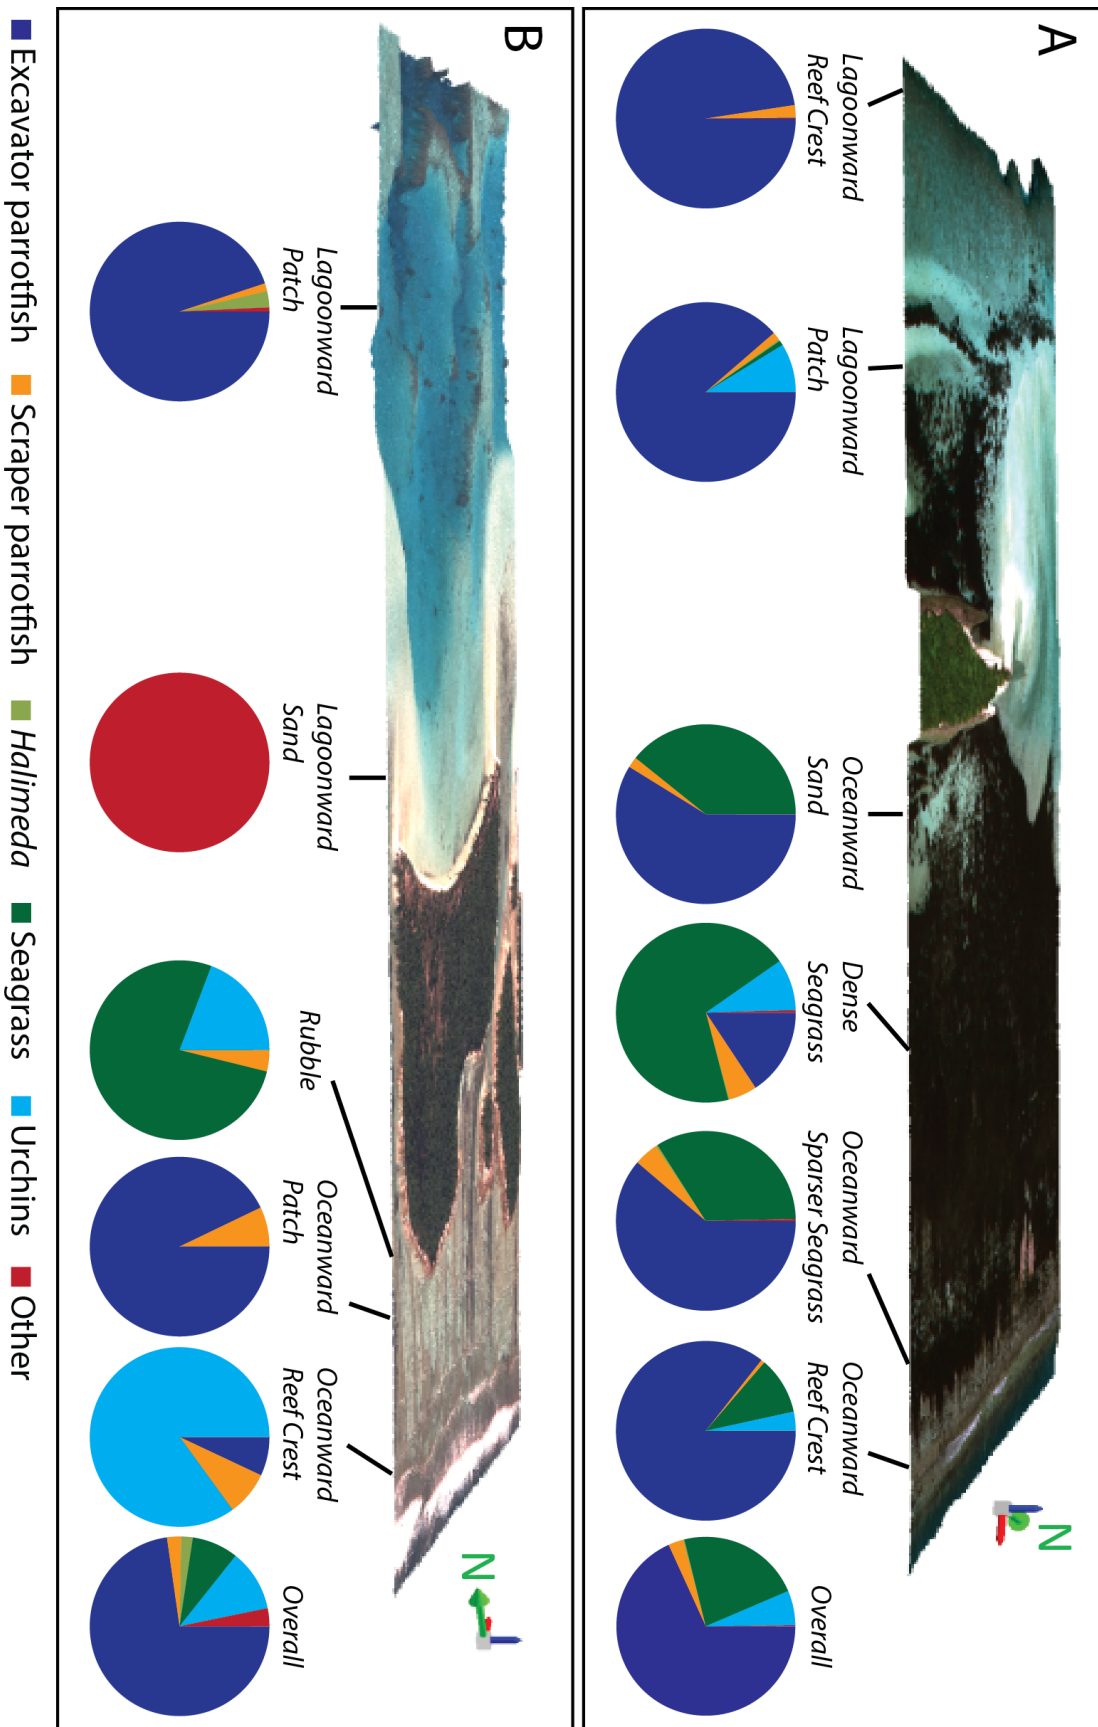 A
Lagoonward
Reef Crest
Lagoonward
Patch
Oceanward
Sand
Dense
Seagrass
Oceanward
Sparser Seagrass
Oceanward
Reef Crest
Overall
N
B
Lagoonward
Patch
Lagoonward
Sand
Rubble
Oceanward
Patch
Oceanward
Reef Crest
Overall
N
Excavator parrotfish Scraper parrotfish Halimeda Seagrass Urchins Other